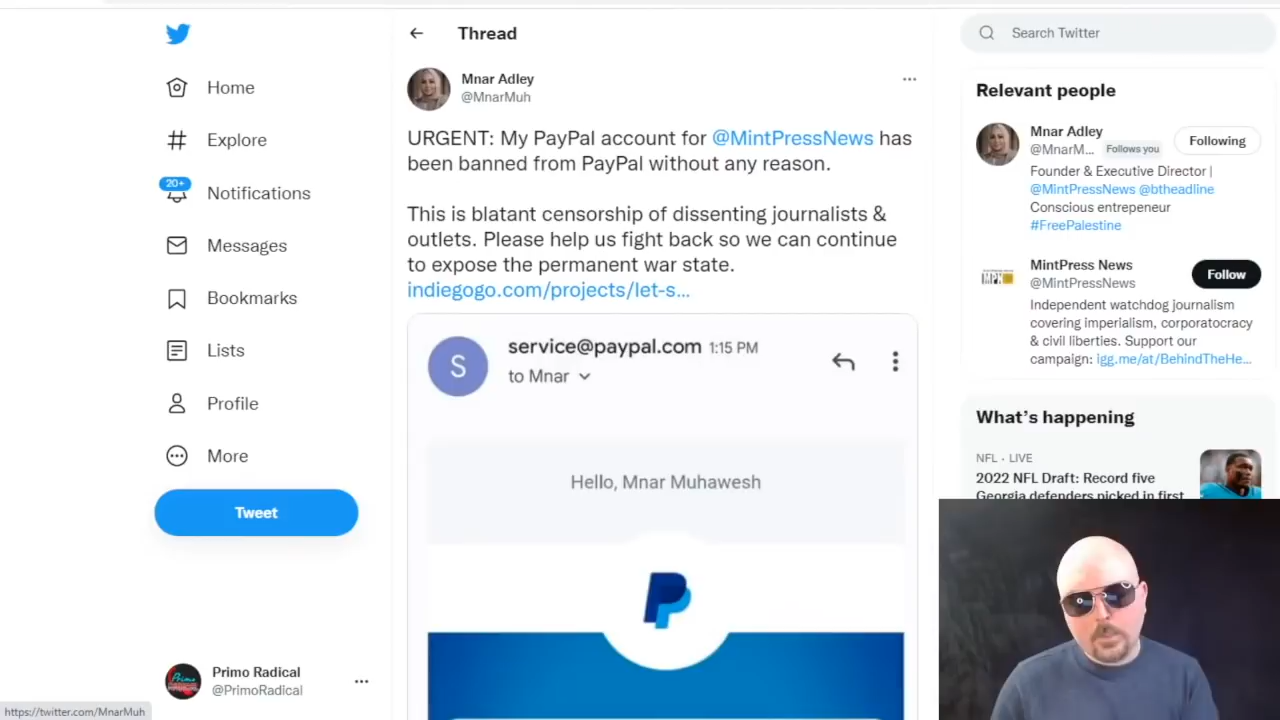 Home
Explore
20+
Notifications
Messages
Bookmarks
Lists
Profile
More
Tweet
Primo Radical
@PrimoRadical
https://twitter.com/MnarMuh
Thread
Mnar Adley
@MnarMuh
URGENT: My PayPal account for @MintPressNews has
been banned from PayPal without any reason.
This is blatant censorship of dissenting journalists &
outlets. Please help us fight back so we can continue
to expose the permanent war state.
indiegogo.com/projects/let-s...
S
service@paypal.com 1:15 PM
to Mnar
Hello, Mnar Muhawesh
Search Twitter
Relevant people
Mnar Adley
@MnarM... Follows you
Following
Founder & Executive Director |
@MintPressNews @btheadline
Conscious entrepeneur
#FreePalestine
MintPress News
@MintPressNews
Follow
Independent watchdog journalism
covering imperialism, corporatocracy
& civil liberties. Support our
campaign: igg.me/at/BehindTheHe...
What's happening
NFL · LIVE
2022 NFL Draft: Record five
Georgia defenders picked in first